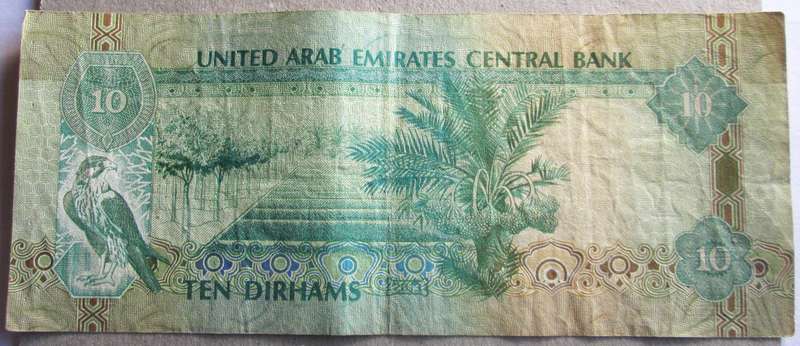 UNITED ARAB EMIRATES CENTRAL BANK
10
10
10
TEN DIRHAMS